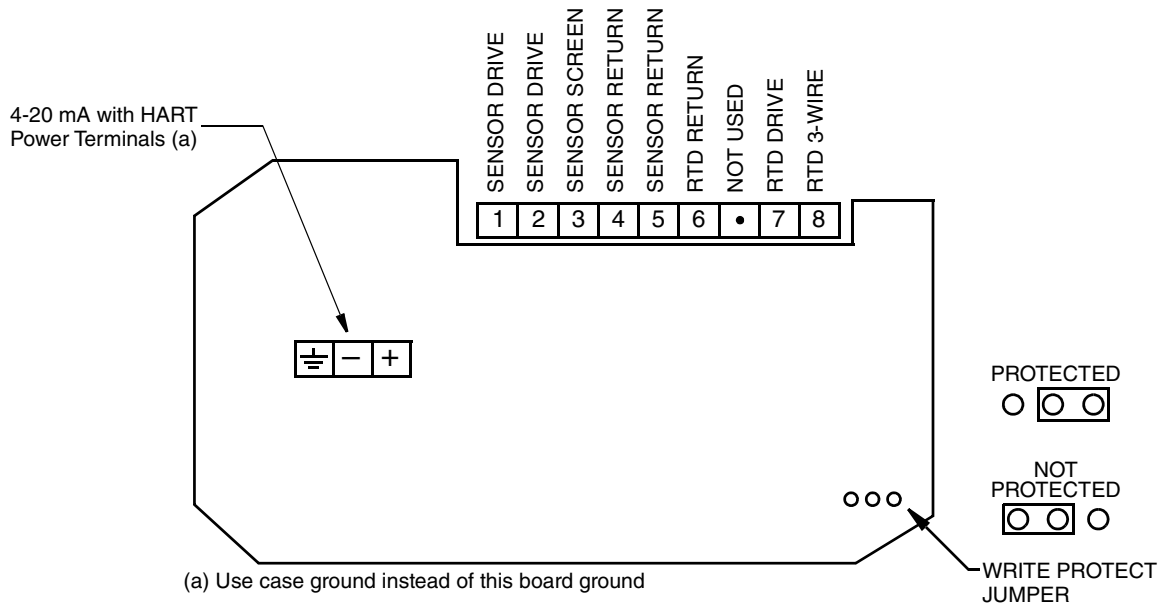 SENSOR DRIVE
SENSOR DRIVE
SENSOR SCREEN
SENSOR RETURN
SENSOR RETURN
RTD RETURN
NOT USED
RTD DRIVE
RTD 3-WIRE
4-20 mA with HART
Power Terminals (a)
1 2 3 4 5 6 • 7 8
− +
PROTECTED
NOT
PROTECTED
WRITE PROTECT
JUMPER
(a) Use case ground instead of this board ground